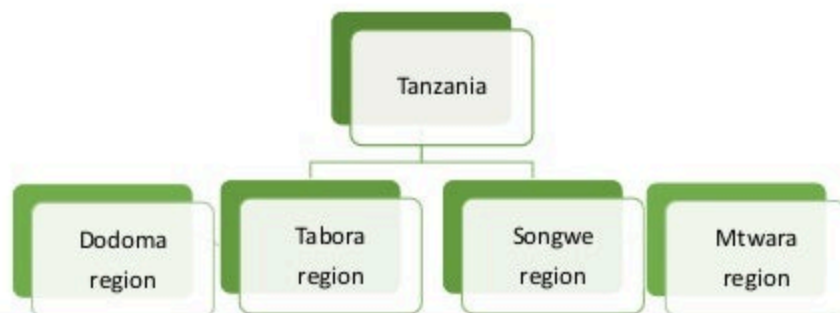 Tanzania
Dodoma
region
Tabora
region
Songwe
region
Mtwara
region